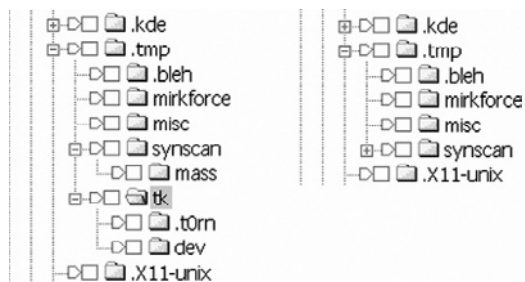 .kde
.tmp
.bleh
mirkforce
misc
synscan
mass
tk
.t0rn
dev
.X11-unix
.kde
.tmp
.bleh
mirkforce
misc
synscan
.X11-unix